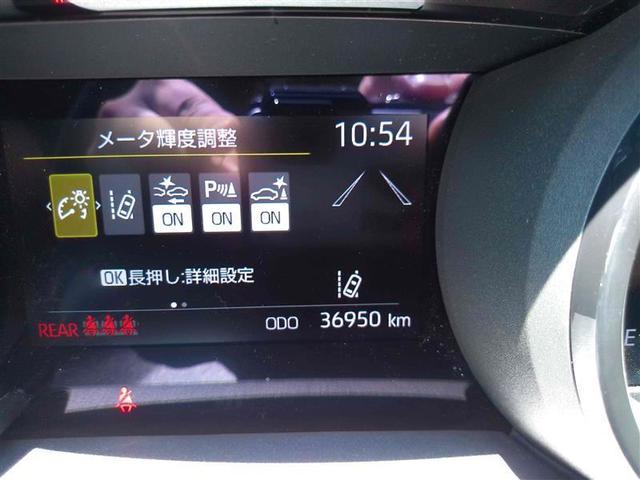 メータ輝度調整
10:54
P
ON ON ON
OK長押し:詳細設定
REAR
ODO 36950 km
E